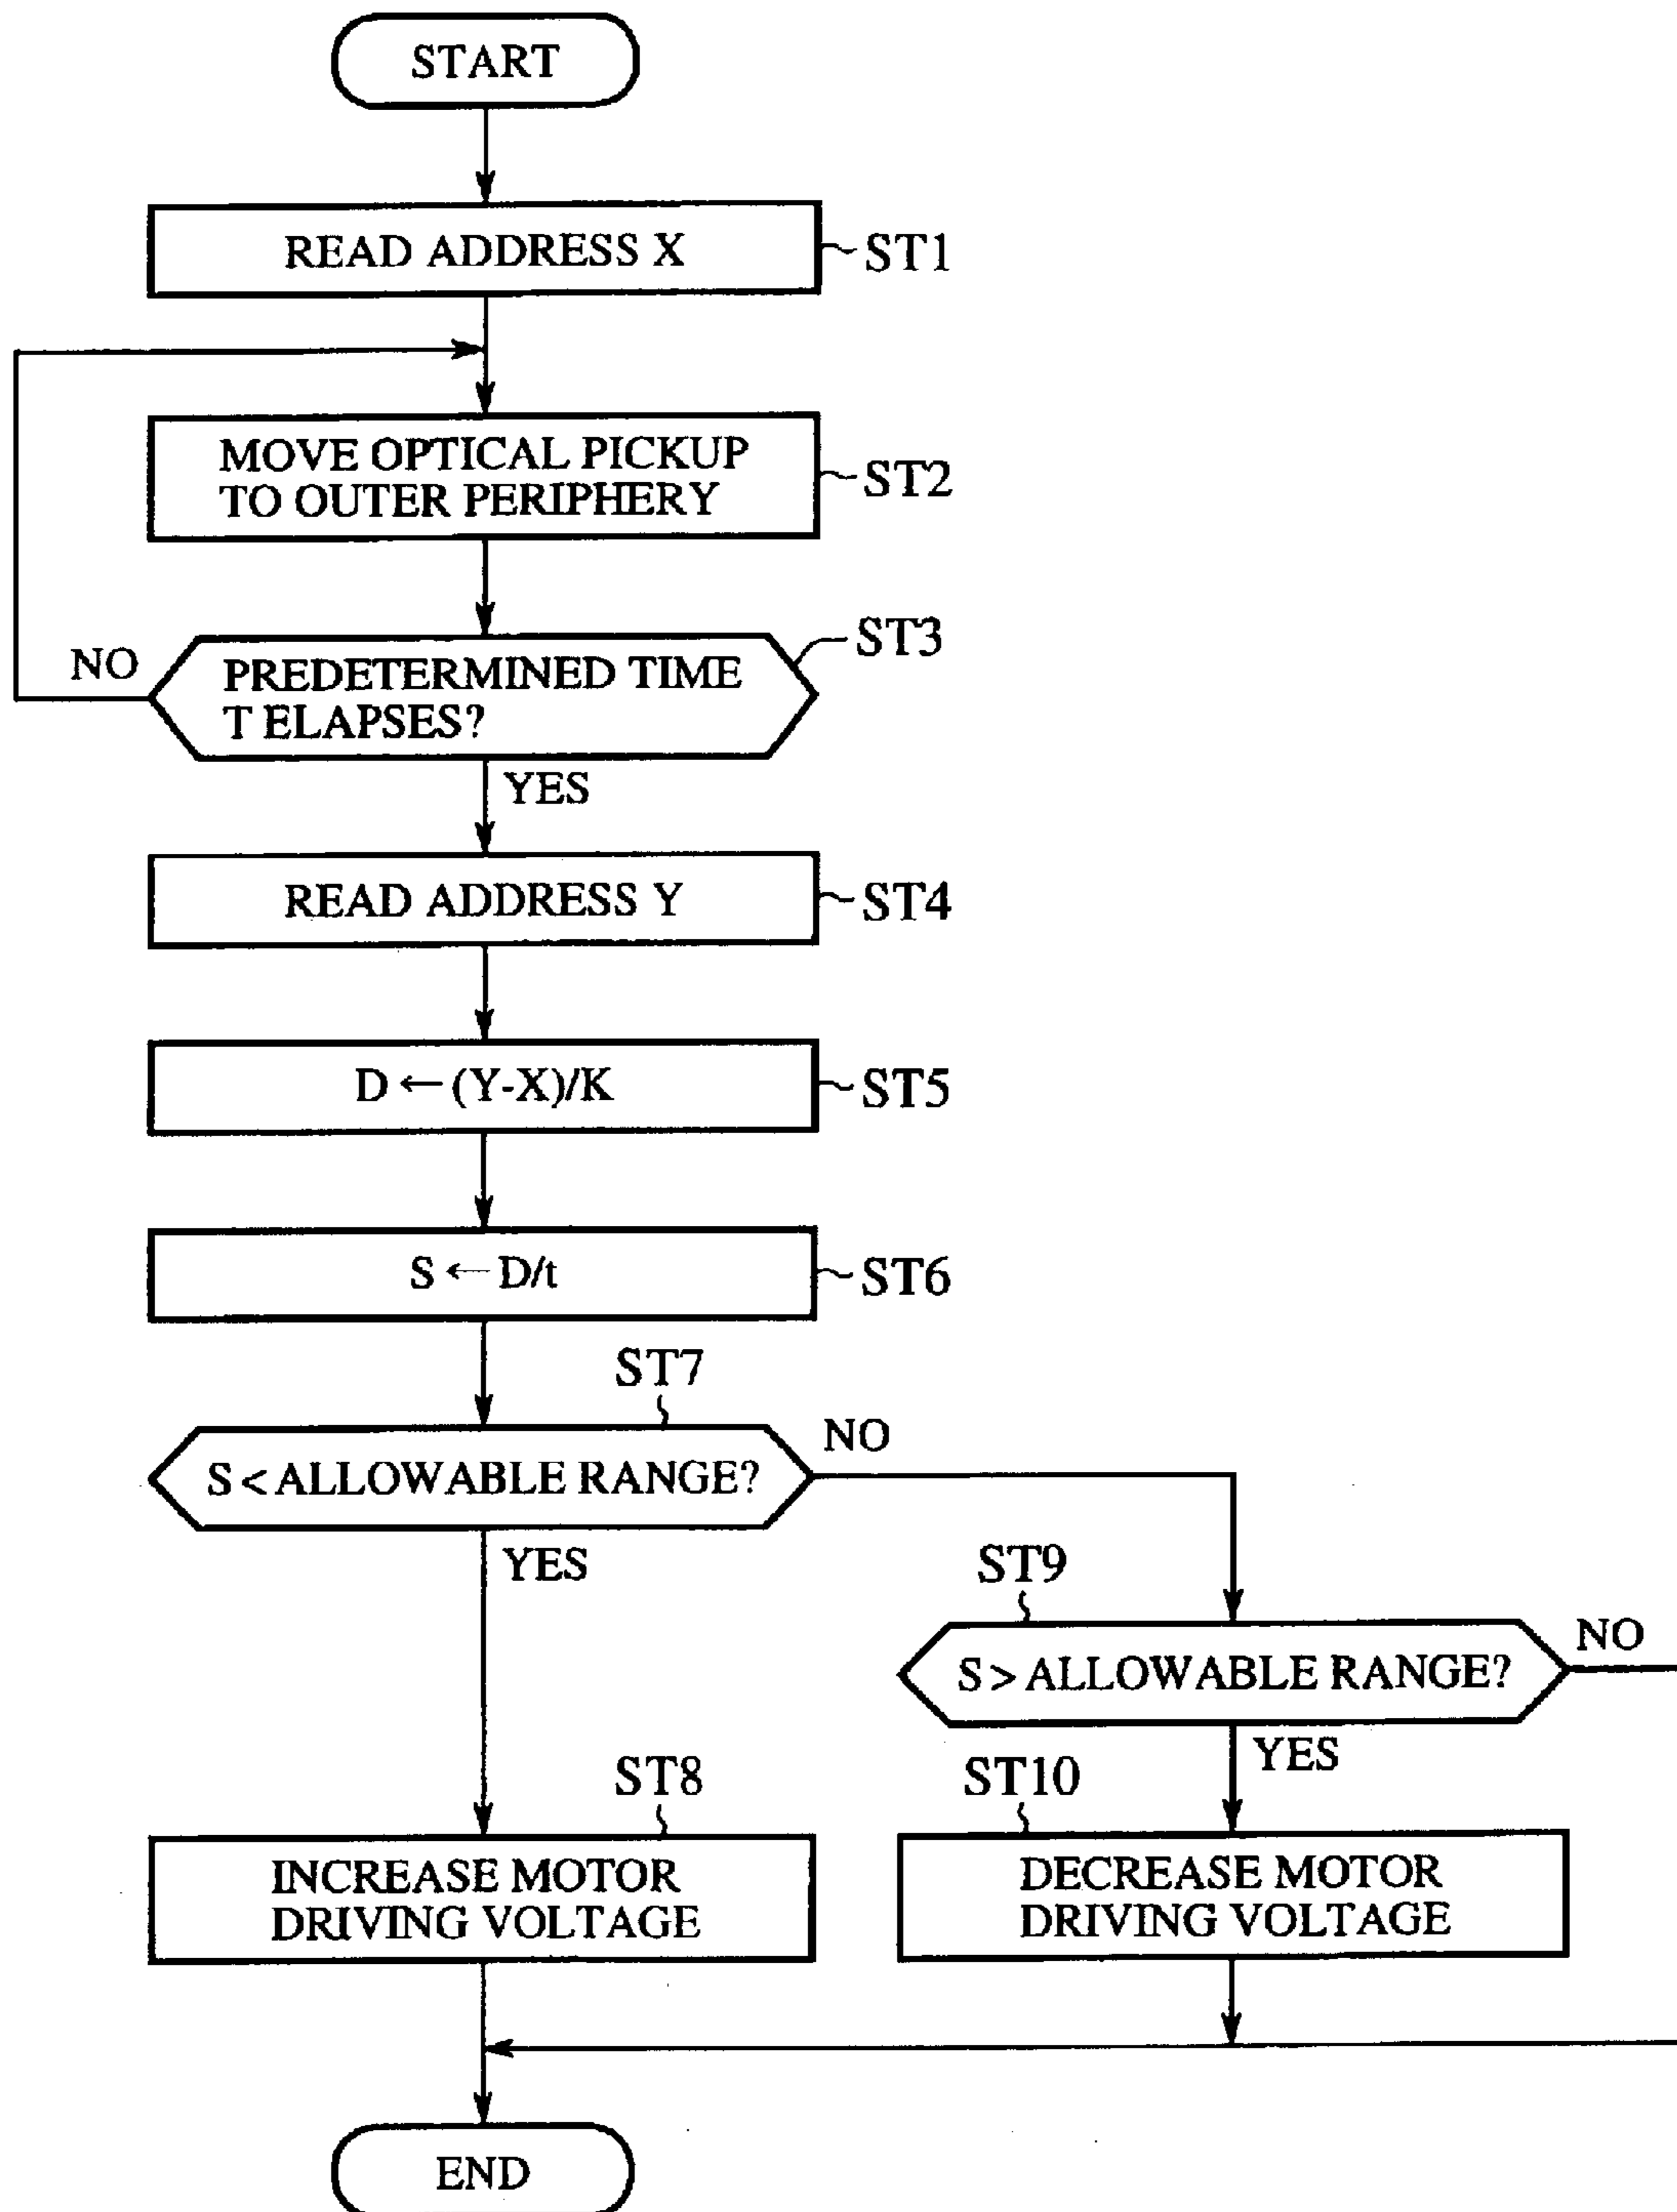 START
READ ADDRESS X
ST1
MOVE OPTICAL PICKUP
TO OUTER PERIPHERY
ST2
ST3
NO
PREDETERMINED TIME
T ELAPSES?
YES
READ ADDRESS Y
ST4
D ← (Y-X)/K
ST5
S ← D/t
ST6
ST7
NO
S < ALLOWABLE RANGE?
YES
ST9
NO
S > ALLOWABLE RANGE?
YES
ST8
ST10
INCREASE MOTOR
DRIVING VOLTAGE
DECREASE MOTOR
DRIVING VOLTAGE
END